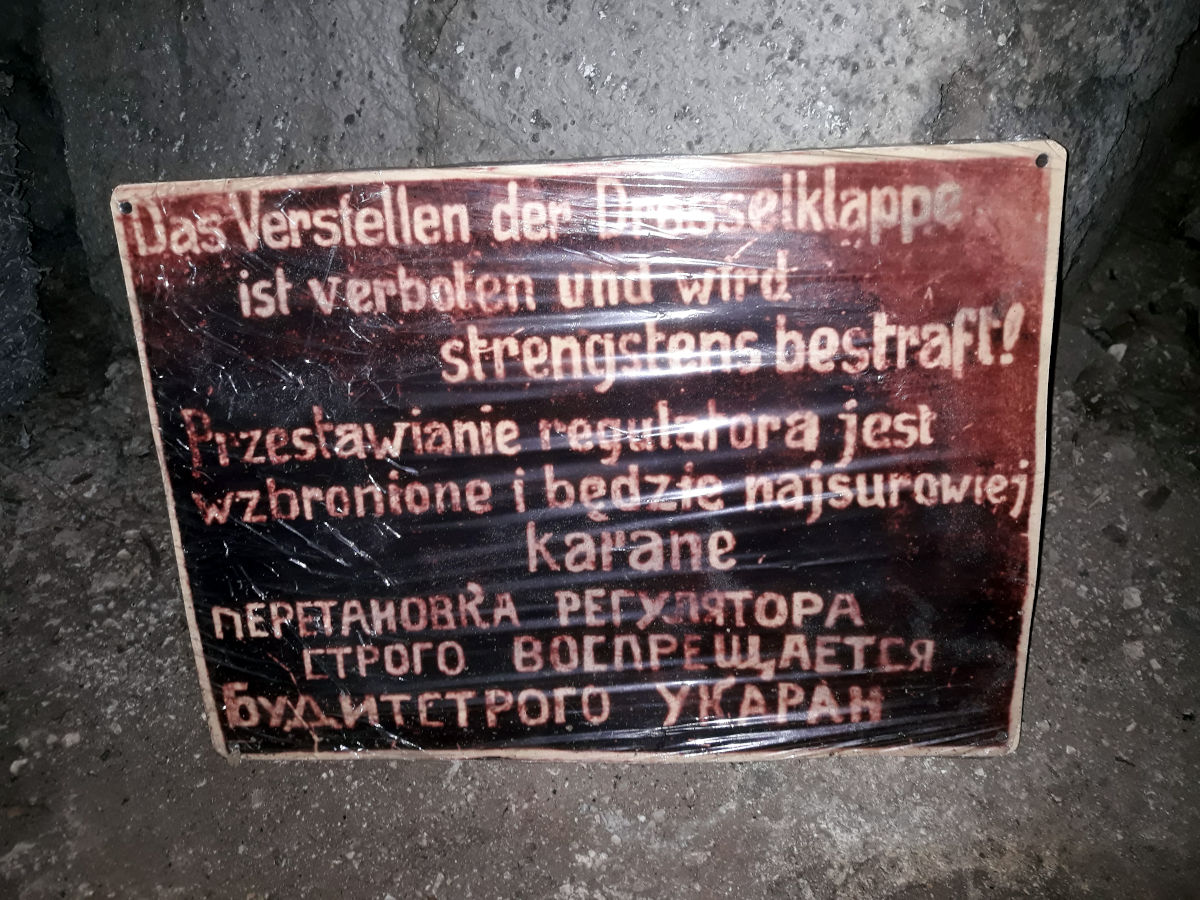 Das Verstellen der Drosselklappe
ist verboten und wird
strengstens bestraft!
Przestawianie regulatora jest
wzbronione i będzie najsurowiej
karane
ПЕРЕТАНОВКА РЕГУЛЯТОРА
СТРОГО ВОСПРЕЩАЕТСЯ
БУДИТСТРОГО УКАРАН